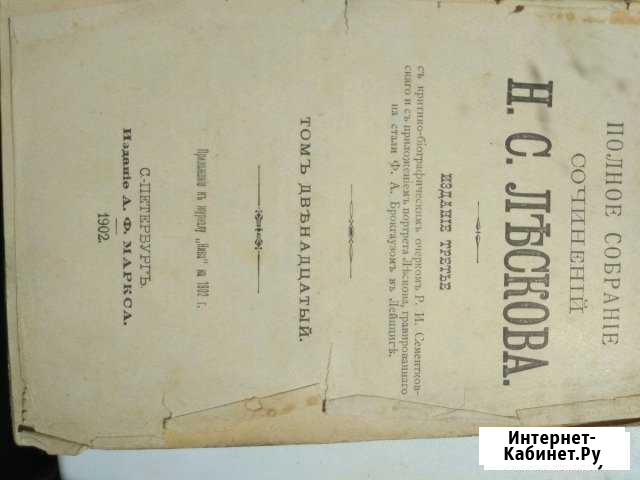 ПОЛНОЕ СОБРАНІЕ
СОЧИНЕНІЙ
Н. С. ЛѢСКОВА.
ИЗДАНІЕ ТРЕТЬЕ
съ критико-біографическимъ очеркомъ Р. И. Сементков-
скаго и съ приложеніемъ портрета Лѣскова, гравированнаго
на стали Ф. А. Брокгаузомъ въ Лейпцигѣ.
ТОМЪ ДВѢНАДЦАТЫЙ.
Приложеніе къ журналу „Нива" на 1902 г.
С.-ПЕТЕРБУРГЪ.
Изданіе А. Ф. МАРКСА.
1902.
Интернет-
Кабинет.Ру